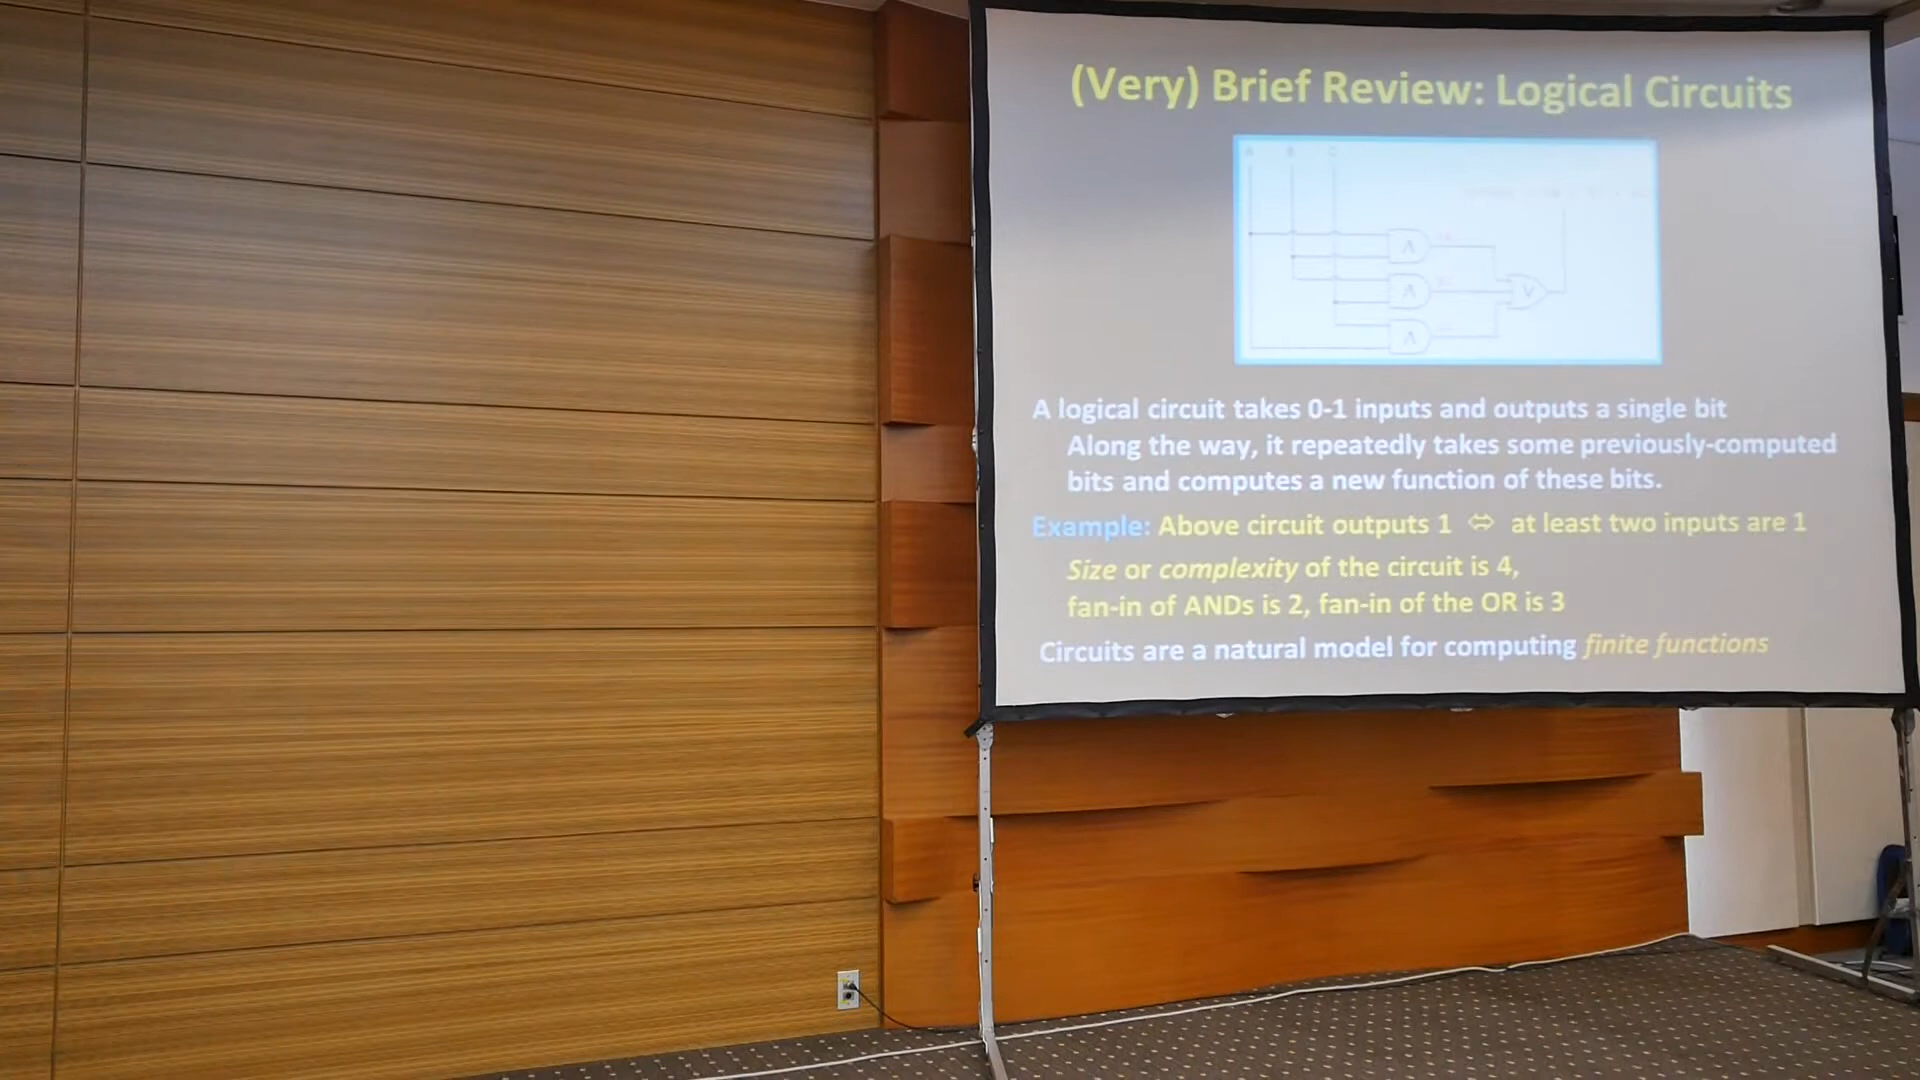 (Very) Brief Review: Logical Circuits
A B C
Λ
Λ
V
Λ
A logical circuit takes 0-1 inputs and outputs a single bit
Along the way, it repeatedly takes some previously-computed
bits and computes a new function of these bits.
Example: Above circuit outputs 1 ⇔ at least two inputs are 1
Size or complexity of the circuit is 4,
fan-in of ANDs is 2, fan-in of the OR is 3
Circuits are a natural model for computing finite functions